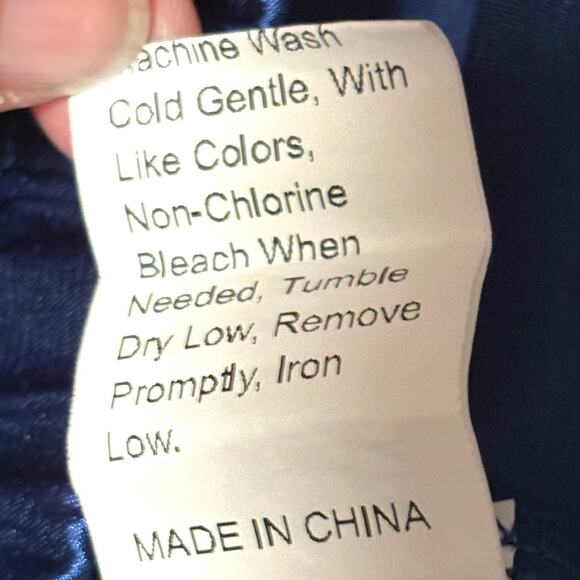 Machine Wash
Cold Gentle, With
Like Colors,
Non-Chlorine
Bleach When
Needed, Tumble
Dry Low, Remove
Promptly, Iron
Low.
MADE IN CHINA